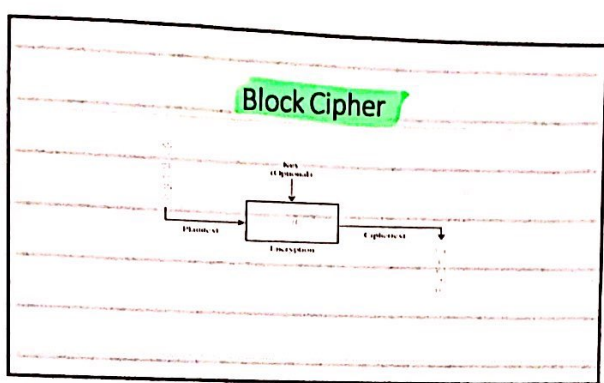 Block Cipher
Key
(Optional)
Plaintext
Ciphertext
Encryption